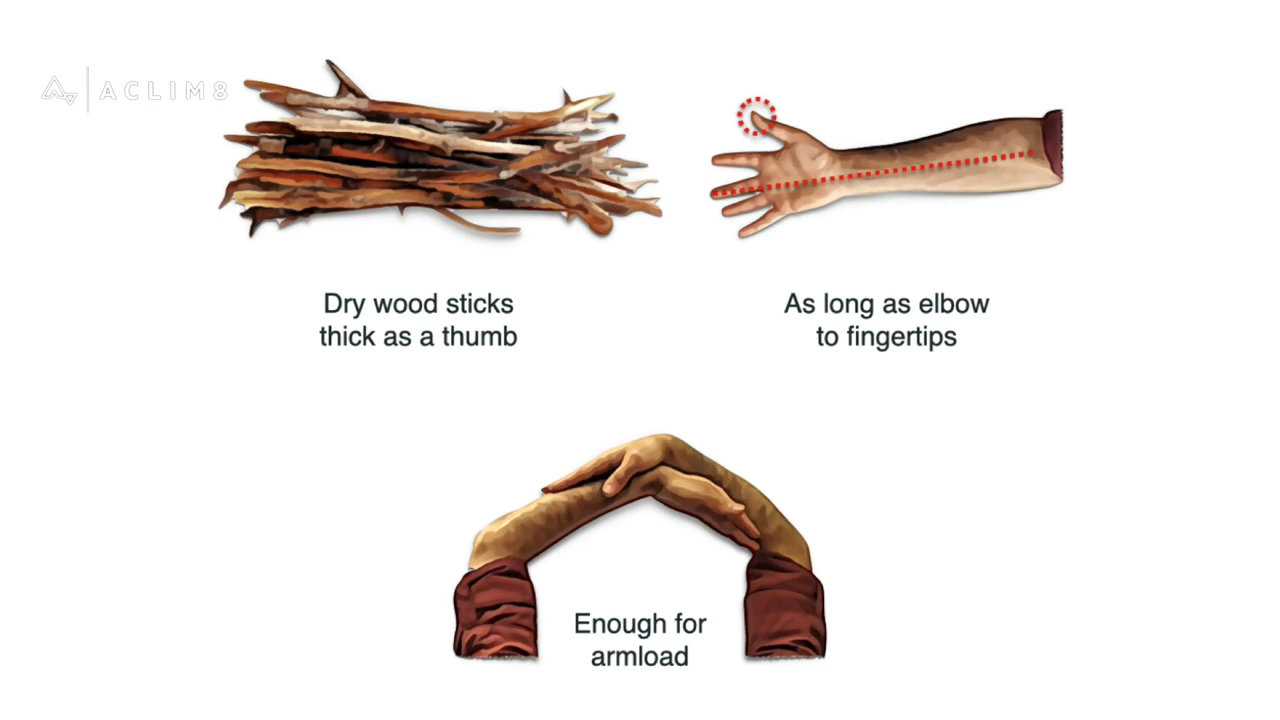 ACLIM8
Dry wood sticks
thick as a thumb
As long as elbow
to fingertips
Enough for
armload